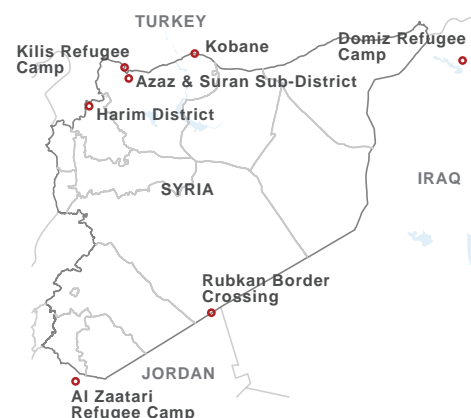 TURKEY
Domiz Refugee
Camp
Kilis Refugee
Camp
Kobane
Azaz & Suran Sub-District
Harim District
SYRIA
IRAQ
Rubkan Border
Crossing
JORDAN
Al Zaatari
Refugee Camp